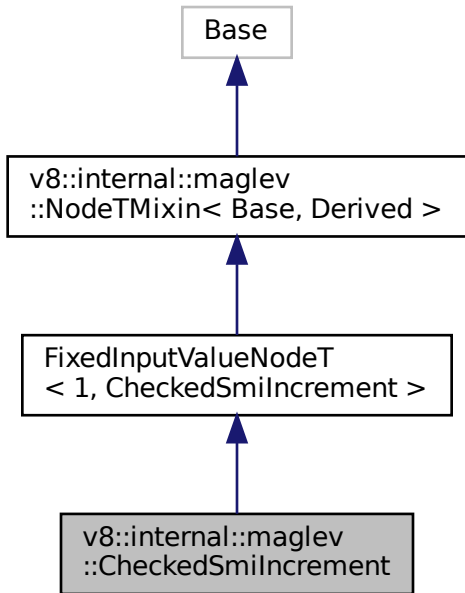 Base
v8::internal::maglev
::NodeTMixin< Base, Derived >
FixedInputValueNodeT
< 1, CheckedSmiIncrement >
v8::internal::maglev
::CheckedSmiIncrement